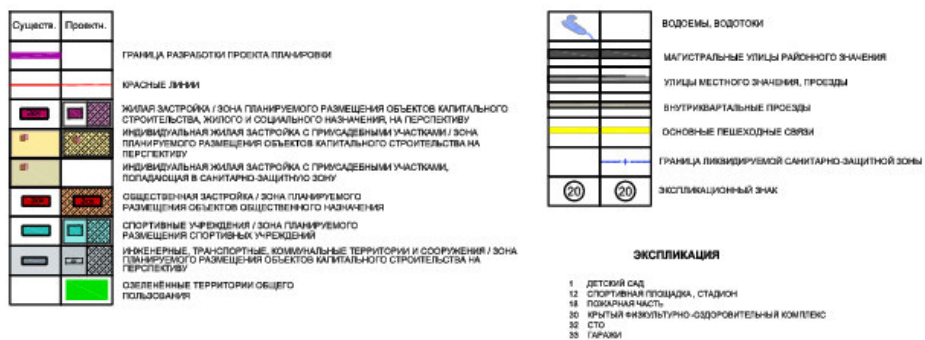 Существ. Проектн.
ГРАНИЦА РАЗРАБОТКИ ПРОЕКТА ПЛАНИРОВКИ
КРАСНЫЕ ЛИНИИ
ЖИЛАЯ ЗАСТРОЙКА / ЗОНА ПЛАНИРУЕМОГО РАЗМЕЩЕНИЯ ОБЪЕКТОВ КАПИТАЛЬНОГО
СТРОИТЕЛЬСТВА, ЖИЛОГО И СОЦИАЛЬНОГО НАЗНАЧЕНИЯ, НА ПЕРСПЕКТИВУ
ИНДИВИДУАЛЬНАЯ ЖИЛАЯ ЗАСТРОЙКА С ПРИУСАДЕБНЫМИ УЧАСТКАМИ / ЗОНА
ПЛАНИРУЕМОГО РАЗМЕЩЕНИЯ ОБЪЕКТОВ КАПИТАЛЬНОГО СТРОИТЕЛЬСТВА НА
ПЕРСПЕКТИВУ
ИНДИВИДУАЛЬНАЯ ЖИЛАЯ ЗАСТРОЙКА С ПРИУСАДЕБНЫМИ УЧАСТКАМИ,
ПОПАДАЮЩАЯ В САНИТАРНО-ЗАЩИТНУЮ ЗОНУ
ОБЩЕСТВЕННАЯ ЗАСТРОЙКА / ЗОНА ПЛАНИРУЕМОГО
РАЗМЕЩЕНИЯ ОБЪЕКТОВ ОБЩЕСТВЕННОГО НАЗНАЧЕНИЯ
СПОРТИВНЫЕ УЧРЕЖДЕНИЯ / ЗОНА ПЛАНИРУЕМОГО
РАЗМЕЩЕНИЯ СПОРТИВНЫХ УЧРЕЖДЕНИЙ
ИНЖЕНЕРНЫЕ, ТРАНСПОРТНЫЕ, КОММУНАЛЬНЫЕ ТЕРРИТОРИИ И СООРУЖЕНИЯ / ЗОНА
ПЛАНИРУЕМОГО РАЗМЕЩЕНИЯ ОБЪЕКТОВ КАПИТАЛЬНОГО СТРОИТЕЛЬСТВА НА
ПЕРСПЕКТИВУ
ОЗЕЛЕНЁННЫЕ ТЕРРИТОРИИ ОБЩЕГО
ПОЛЬЗОВАНИЯ
ВОДОЕМЫ, ВОДОТОКИ
МАГИСТРАЛЬНЫЕ УЛИЦЫ РАЙОННОГО ЗНАЧЕНИЯ
УЛИЦЫ МЕСТНОГО ЗНАЧЕНИЯ, ПРОЕЗДЫ
ВНУТРИКВАРТАЛЬНЫЕ ПРОЕЗДЫ
ОСНОВНЫЕ ПЕШЕХОДНЫЕ СВЯЗИ
ГРАНИЦА ЛИКВИДИРУЕМОЙ САНИТАРНО-ЗАЩИТНОЙ ЗОНЫ
20 20 ЭКСПЛИКАЦИОННЫЙ ЗНАК
ЭКСПЛИКАЦИЯ
1 ДЕТСКИЙ САД
12 СПОРТИВНАЯ ПЛОЩАДКА, СТАДИОН
18 ПОЖАРНАЯ ЧАСТЬ
30 КРЫТЫЙ ФИЗКУЛЬТУРНО-ОЗДОРОВИТЕЛЬНЫЙ КОМПЛЕКС
32 СТО
33 ГАРАЖИ